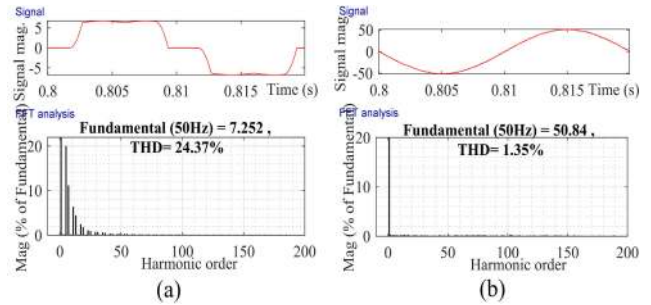 Signal
Signal mag.
5
0
-5
0.8
0.805
0.81
0.815
Time (s)
FFT analysis
Fundamental (50Hz) = 7.252 ,
THD= 24.37%
Mag (% of Fundamental)
20
10
0
0
50
100
150
200
Harmonic order
(a)
Signal
Signal mag.
50
0
-50
0.8
0.805
0.81
0.815
Time (s)
FFT analysis
Fundamental (50Hz) = 50.84 ,
THD= 1.35%
Mag (% of Fundamental)
20
10
0
0
50
100
150
200
Harmonic order
(b)